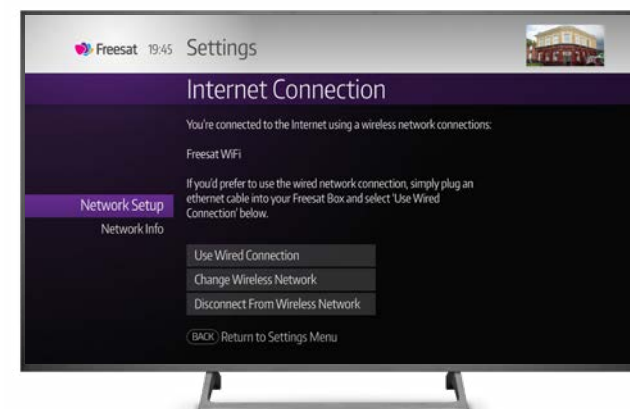 Freesat 19:45 Settings
Internet Connection
You're connected to the Internet using a wireless network connections:
Freesat WiFi
If you'd prefer to use the wired network connection, simply plug an
ethernet cable into your Freesat Box and select 'Use Wired
Connection' below.
Network Setup
Network Info
Use Wired Connection
Change Wireless Network
Disconnect From Wireless Network
BACK Return to Settings Menu